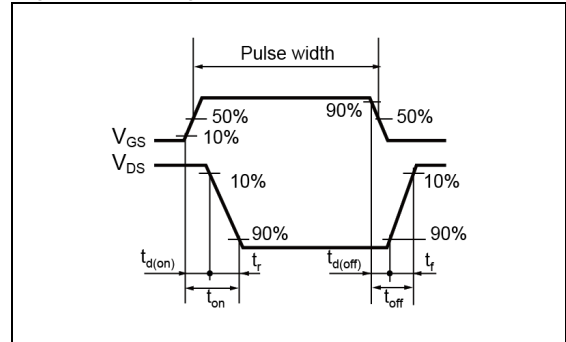 Pulse width
50%
90%
50%
10%
V_GS
V_DS
10%
10%
90%
90%
t_d(on)
t_r
t_d(off)
t_f
t_on
t_off